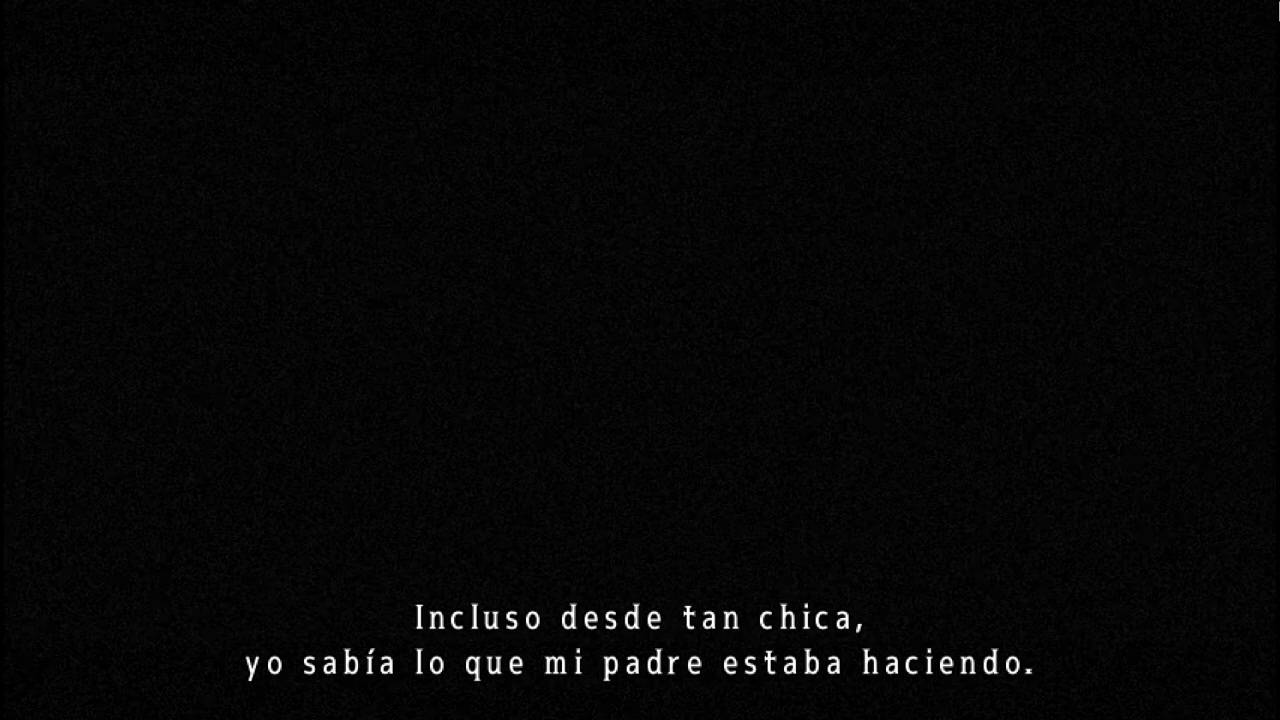 Incluso desde tan chica,
yo sabía lo que mi padre estaba haciendo.